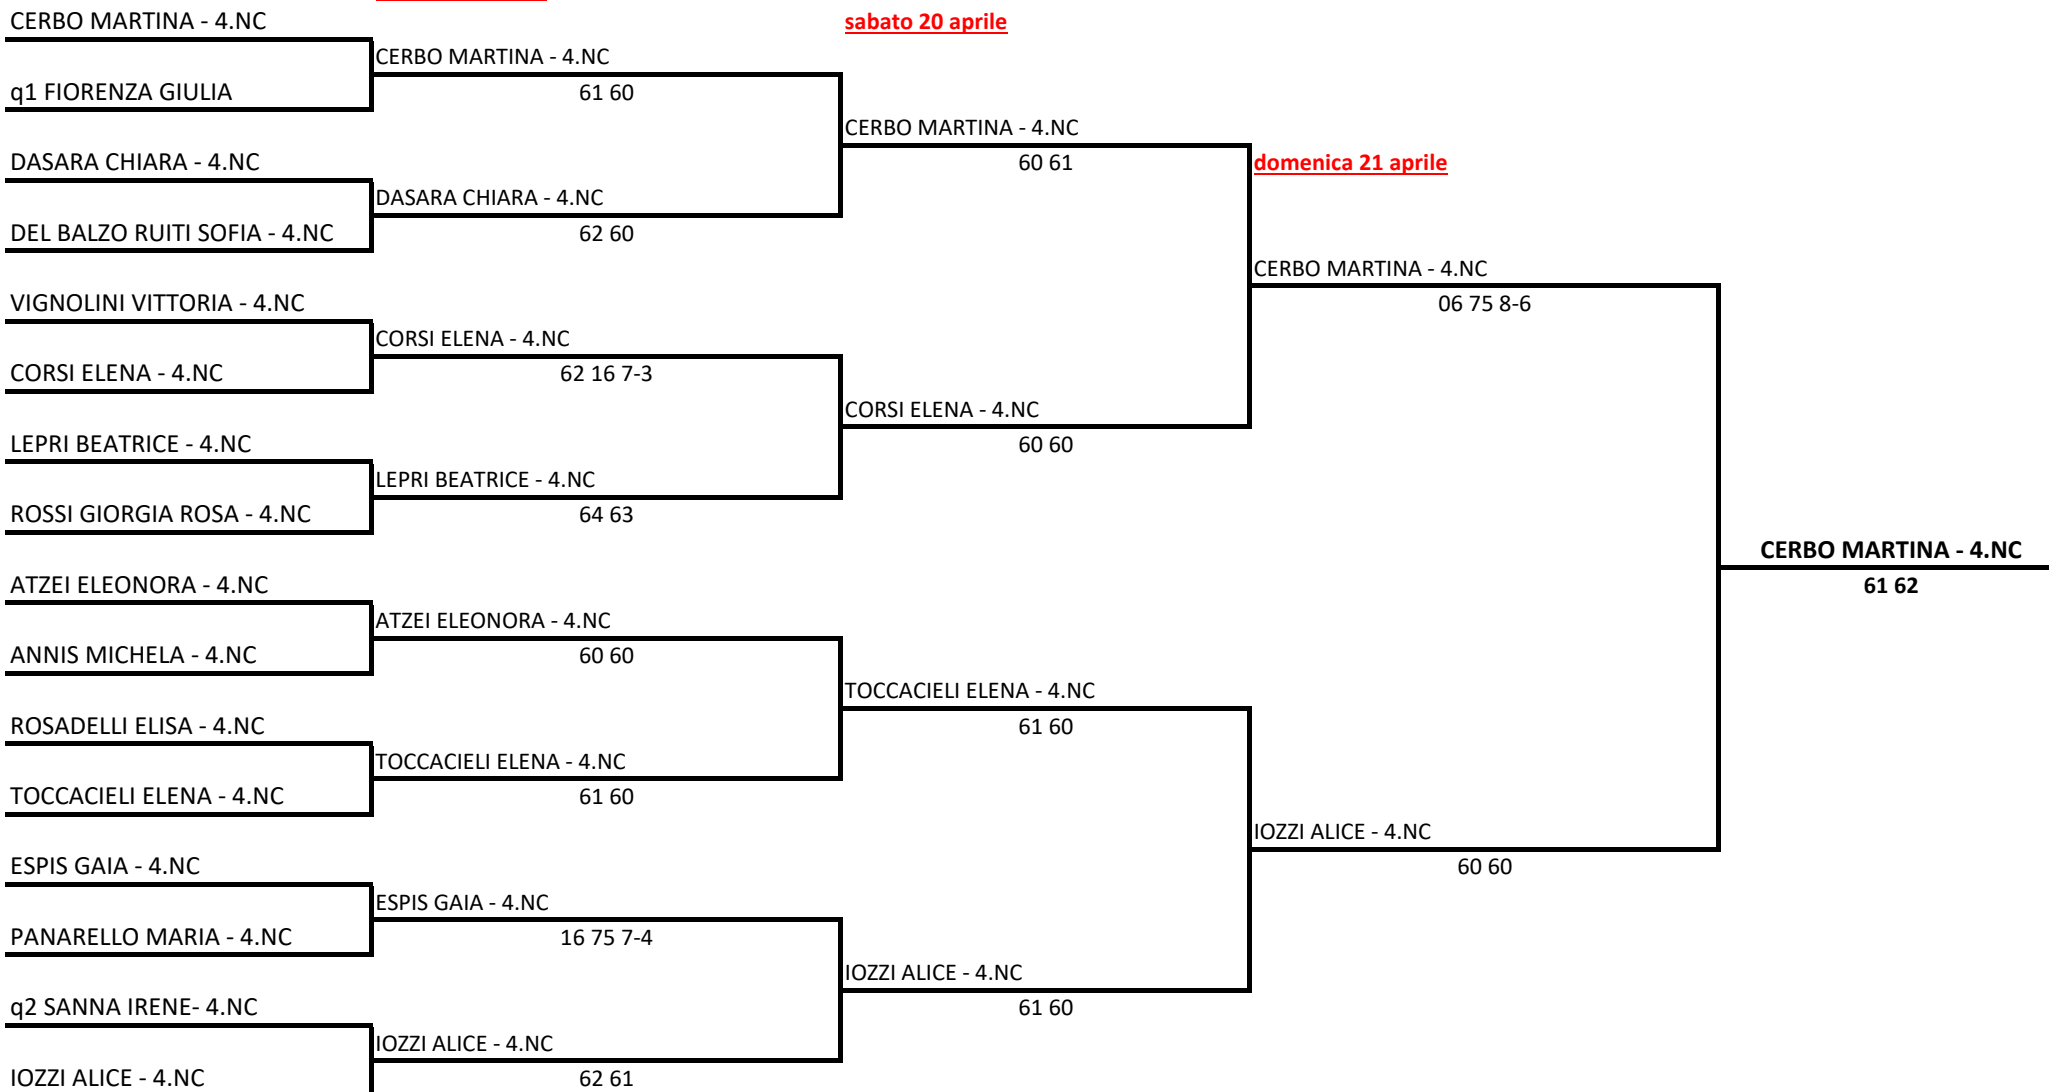 CERBO MARTINA - 4.NC
sabato 20 aprile
CERBO MARTINA - 4.NC
q1 FIORENZA GIULIA
61 60
CERBO MARTINA - 4.NC
DASARA CHIARA - 4.NC
60 61
domenica 21 aprile
DASARA CHIARA - 4.NC
DEL BALZO RUITI SOFIA - 4.NC
62 60
CERBO MARTINA - 4.NC
VIGNOLINI VITTORIA - 4.NC
06 75 8-6
CORSI ELENA - 4.NC
CORSI ELENA - 4.NC
62 16 7-3
CORSI ELENA - 4.NC
LEPRI BEATRICE - 4.NC
60 60
LEPRI BEATRICE - 4.NC
ROSSI GIORGIA ROSA - 4.NC
64 63
CERBO MARTINA - 4.NC
ATZEI ELEONORA - 4.NC
61 62
ATZEI ELEONORA - 4.NC
ANNIS MICHELA - 4.NC
60 60
TOCCACIELI ELENA - 4.NC
ROSADELLI ELISA - 4.NC
61 60
TOCCACIELI ELENA - 4.NC
TOCCACIELI ELENA - 4.NC
61 60
IOZZI ALICE - 4.NC
ESPIS GAIA - 4.NC
60 60
ESPIS GAIA - 4.NC
PANARELLO MARIA - 4.NC
16 75 7-4
IOZZI ALICE - 4.NC
q2 SANNA IRENE- 4.NC
61 60
IOZZI ALICE - 4.NC
IOZZI ALICE - 4.NC
62 61